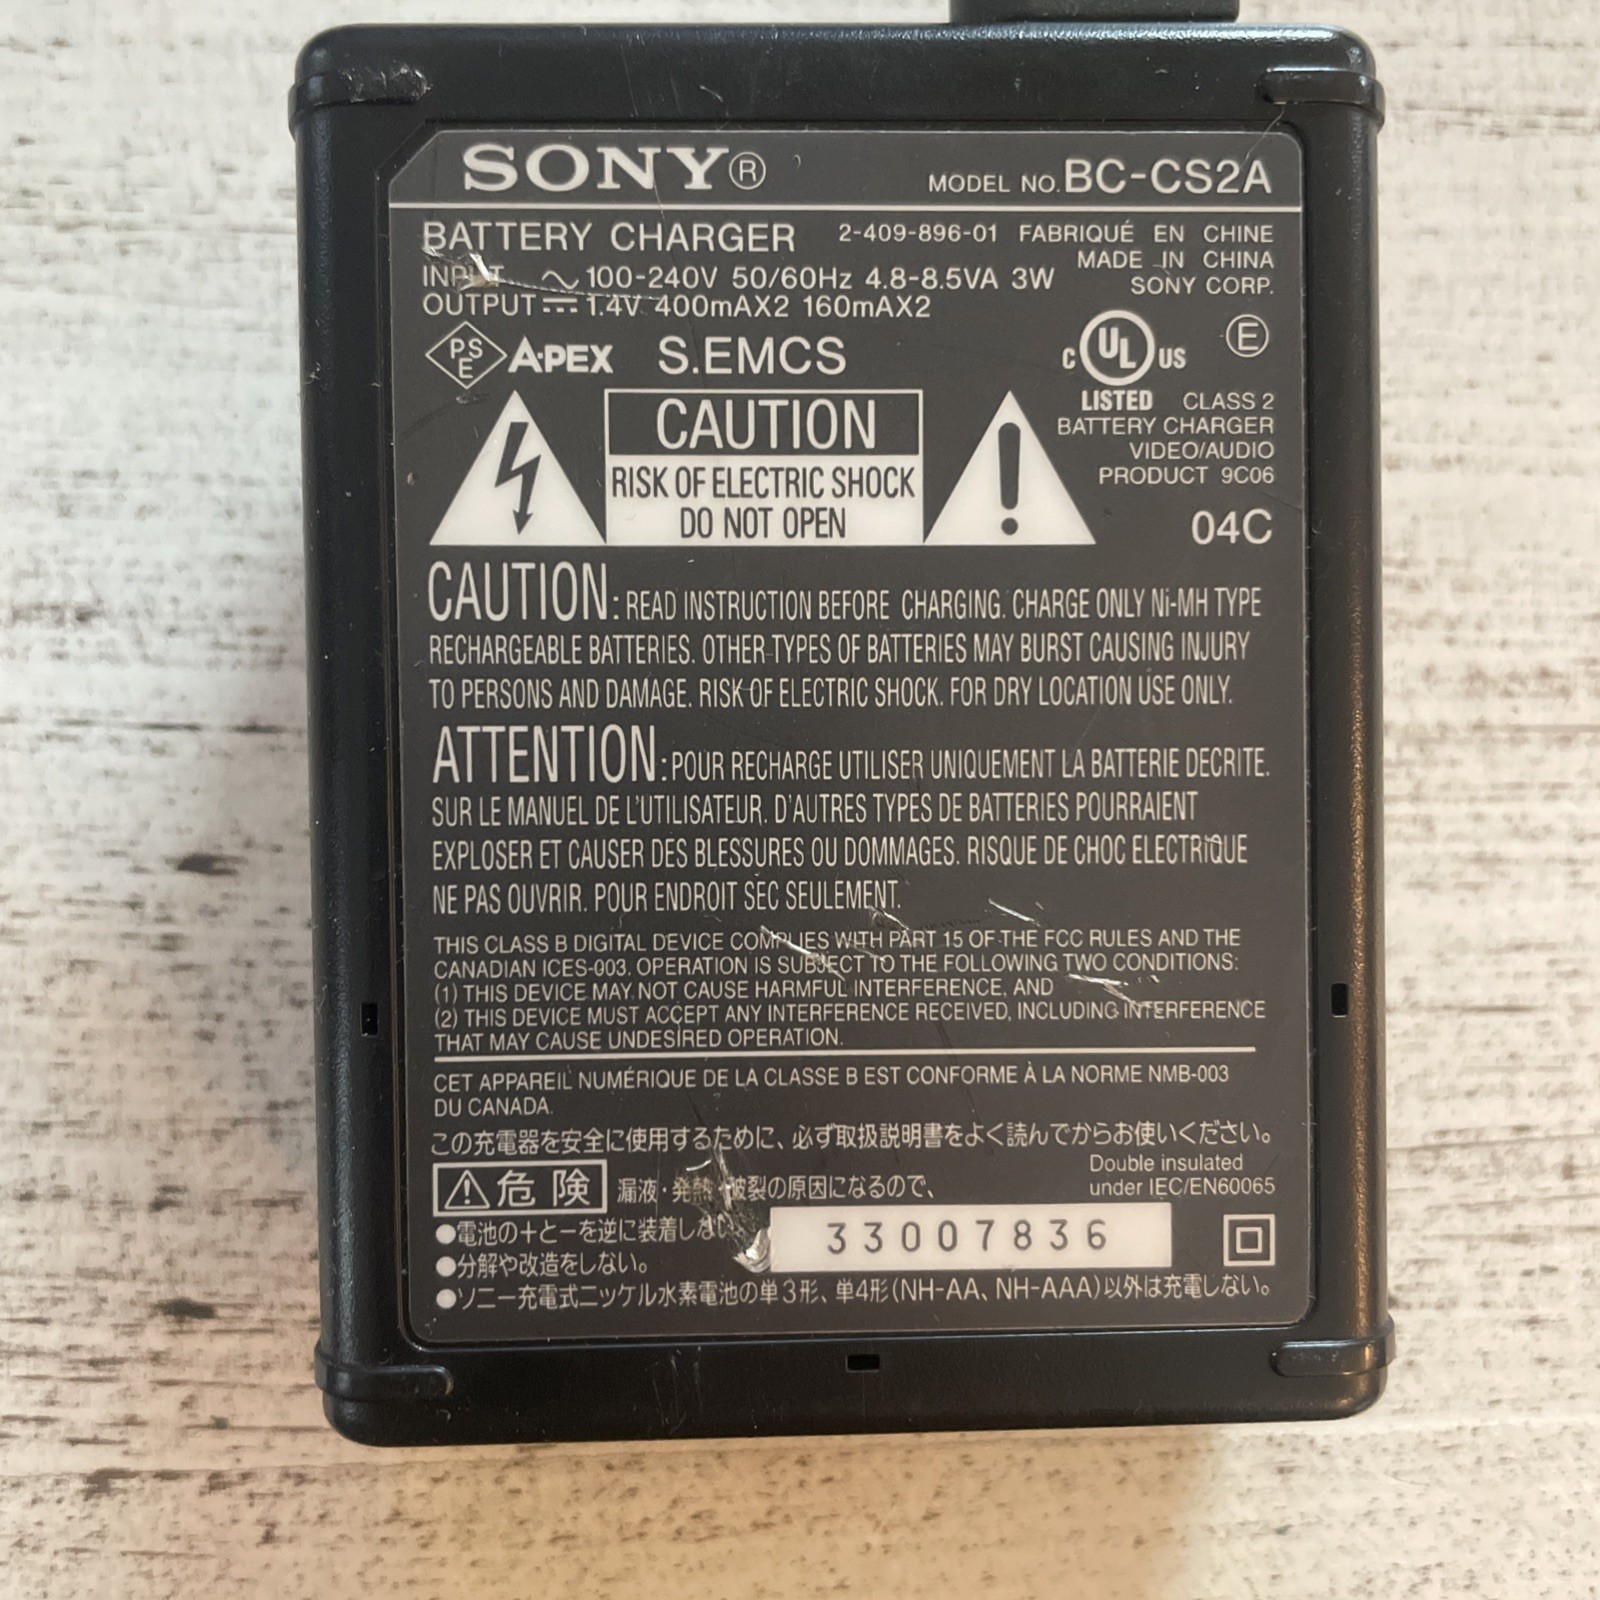 SONY®
MODEL NO. BC-CS2A
BATTERY CHARGER 2-409-896-01 FABRIQUÉ EN CHINE
MADE IN CHINA
INPUT ~ 100-240V 50/60Hz 4.8-8.5VA 3W
SONY CORP.
OUTPUT ⎓ 1.4V 400mAX2 160mAX2
PSE A-PEX S.EMCS
C UL US
LISTED
E
CLASS 2
BATTERY CHARGER
VIDEO/AUDIO
PRODUCT 9C06
04C
CAUTION
RISK OF ELECTRIC SHOCK
DO NOT OPEN
CAUTION: READ INSTRUCTION BEFORE CHARGING. CHARGE ONLY Ni-MH TYPE
RECHARGEABLE BATTERIES. OTHER TYPES OF BATTERIES MAY BURST CAUSING INJURY
TO PERSONS AND DAMAGE. RISK OF ELECTRIC SHOCK. FOR DRY LOCATION USE ONLY.
ATTENTION: POUR RECHARGE UTILISER UNIQUEMENT LA BATTERIE DECRITE.
SUR LE MANUEL DE L'UTILISATEUR. D'AUTRES TYPES DE BATTERIES POURRAIENT
EXPLOSER ET CAUSER DES BLESSURES OU DOMMAGES. RISQUE DE CHOC ELECTRIQUE
NE PAS OUVRIR. POUR ENDROIT SEC SEULEMENT.
THIS CLASS B DIGITAL DEVICE COMPLIES WITH PART 15 OF THE FCC RULES AND THE
CANADIAN ICES-003. OPERATION IS SUBJECT TO THE FOLLOWING TWO CONDITIONS:
(1) THIS DEVICE MAY NOT CAUSE HARMFUL INTERFERENCE, AND
(2) THIS DEVICE MUST ACCEPT ANY INTERFERENCE RECEIVED, INCLUDING INTERFERENCE
THAT MAY CAUSE UNDESIRED OPERATION.
CET APPAREIL NUMÉRIQUE DE LA CLASSE B EST CONFORME À LA NORME NMB-003
DU CANADA.
この充電器を安全に使用するために、必ず取扱説明書をよく読んでからお使いください。
Double insulated
under IEC/EN60065
危険 漏液・発熱・破裂の原因になるので、
●電池の＋と−を逆に装着しない
33007836
●分解や改造をしない。
●ソニー充電式ニッケル水素電池の単3形、単4形(NH-AA、NH-AAA)以外は充電しない。